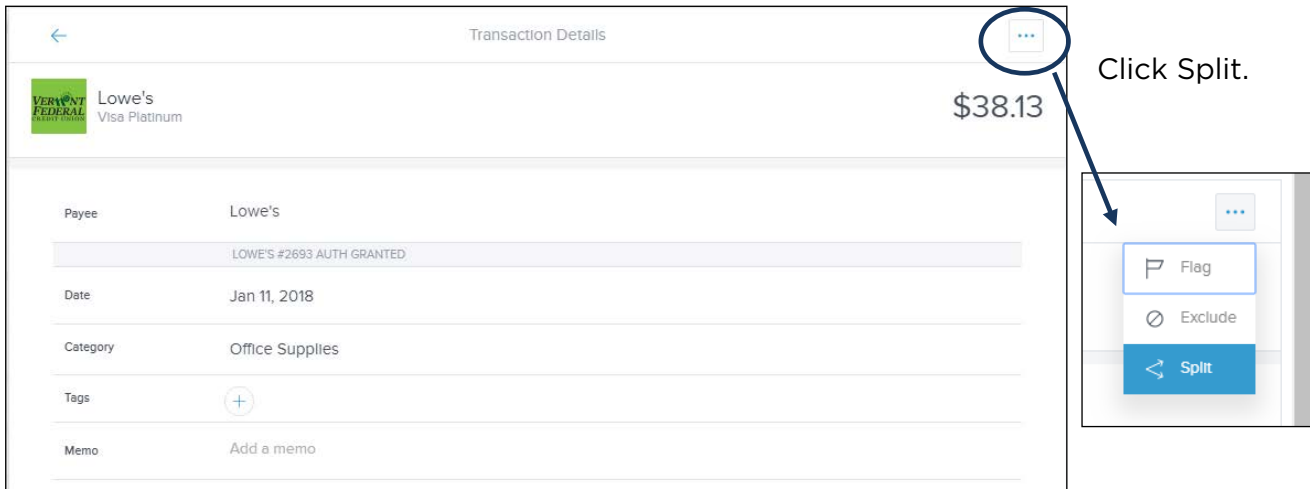 Transaction Details
VERMONT
FEDERAL
CREDIT UNION
Lowe's
Visa Platinum
$38.13
Payee
Lowe's
LOWE'S #2693 AUTH GRANTED
Date
Jan 11, 2018
Category
Office Supplies
Tags
Memo
Add a memo
Click Split.
Flag
Exclude
Split